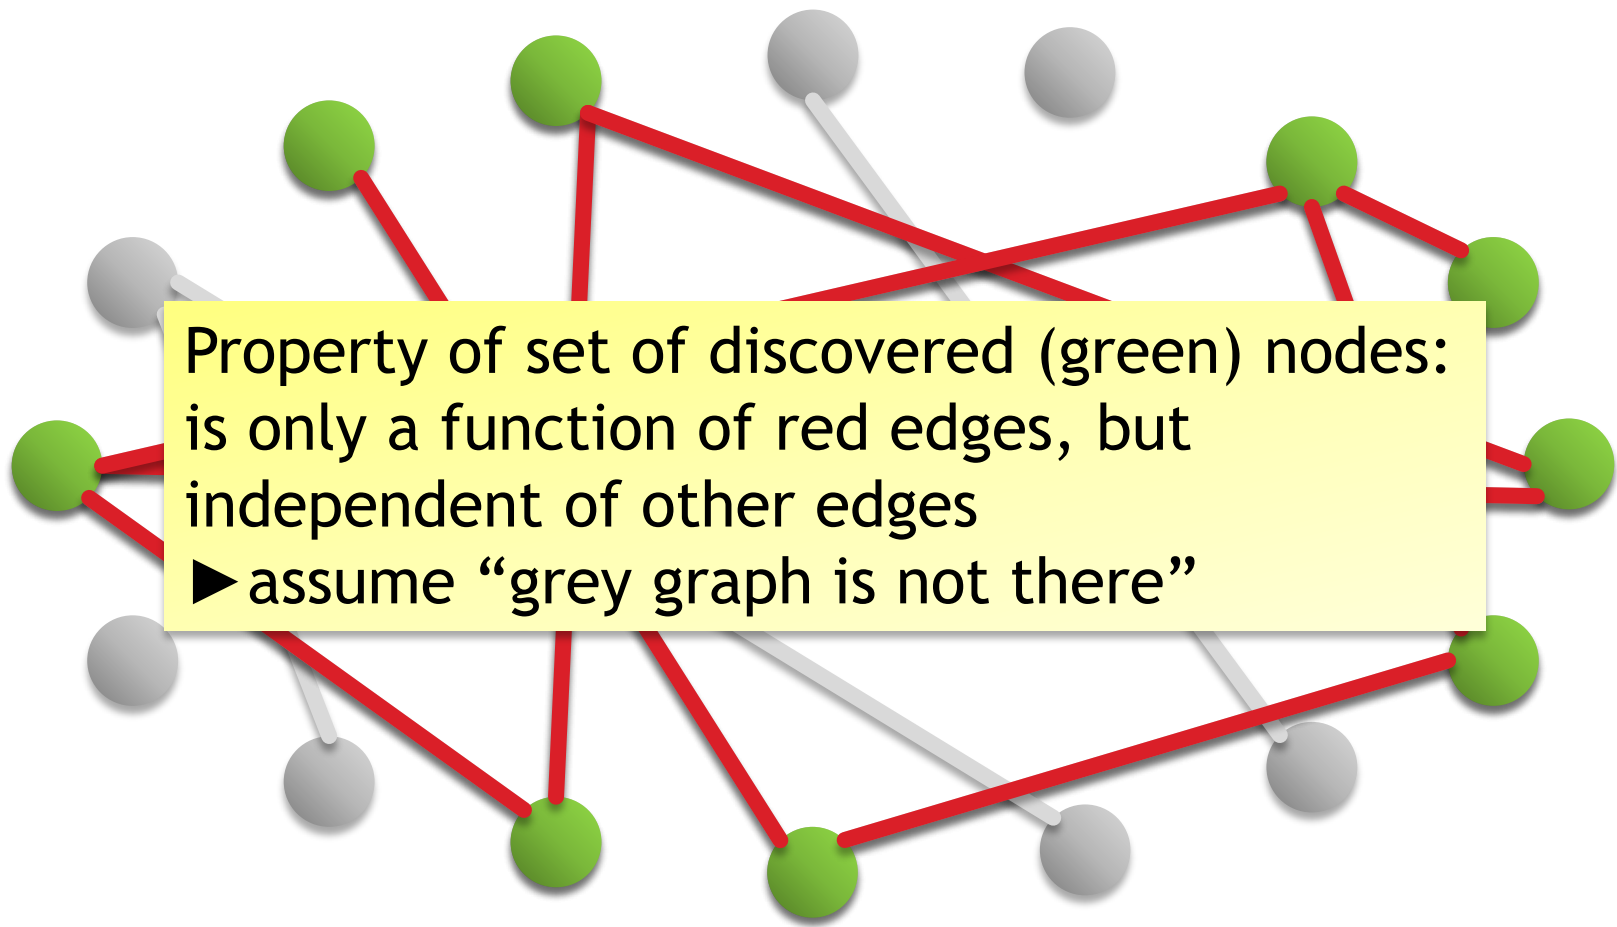 Property of set of discovered (green) nodes:
is only a function of red edges, but
independent of other edges
►assume “grey graph is not there”